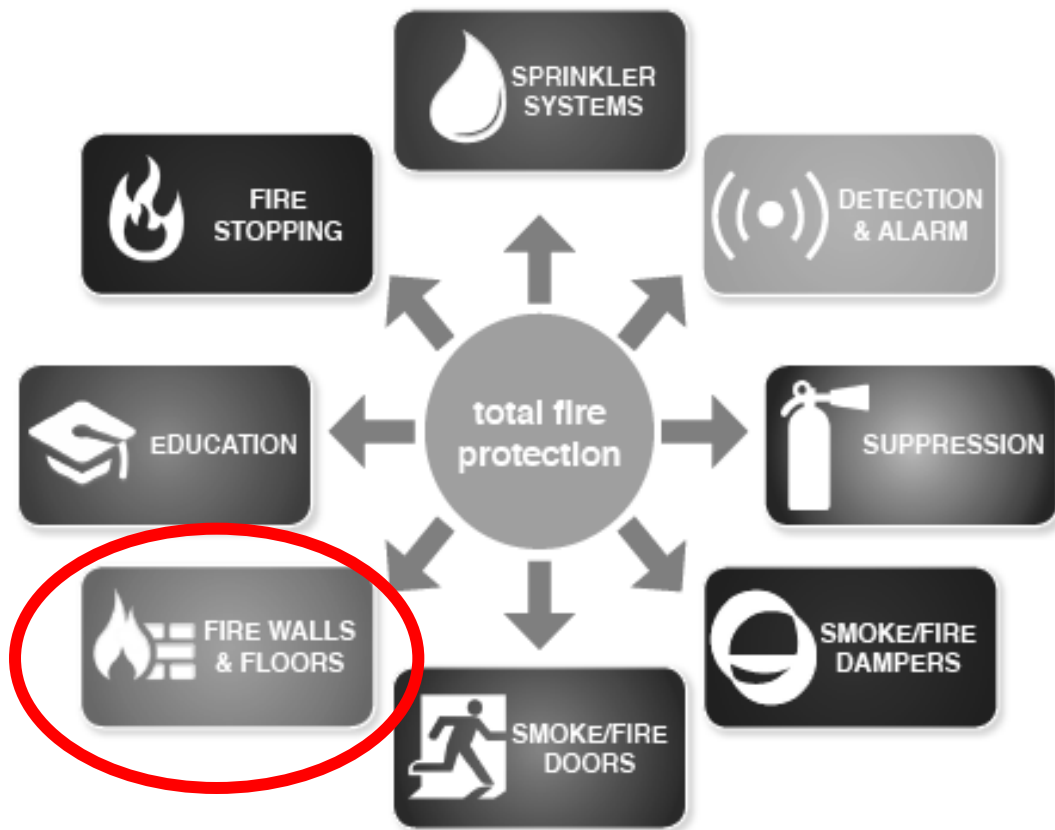 SPRINKLER
SYSTEMS
FIRE
STOPPING
DETECTION
& ALARM
EDUCATION
total fire
protection
SUPPRESSION
FIRE WALLS
& FLOORS
SMOKE/FIRE
DAMPERS
SMOKE/FIRE
DOORS